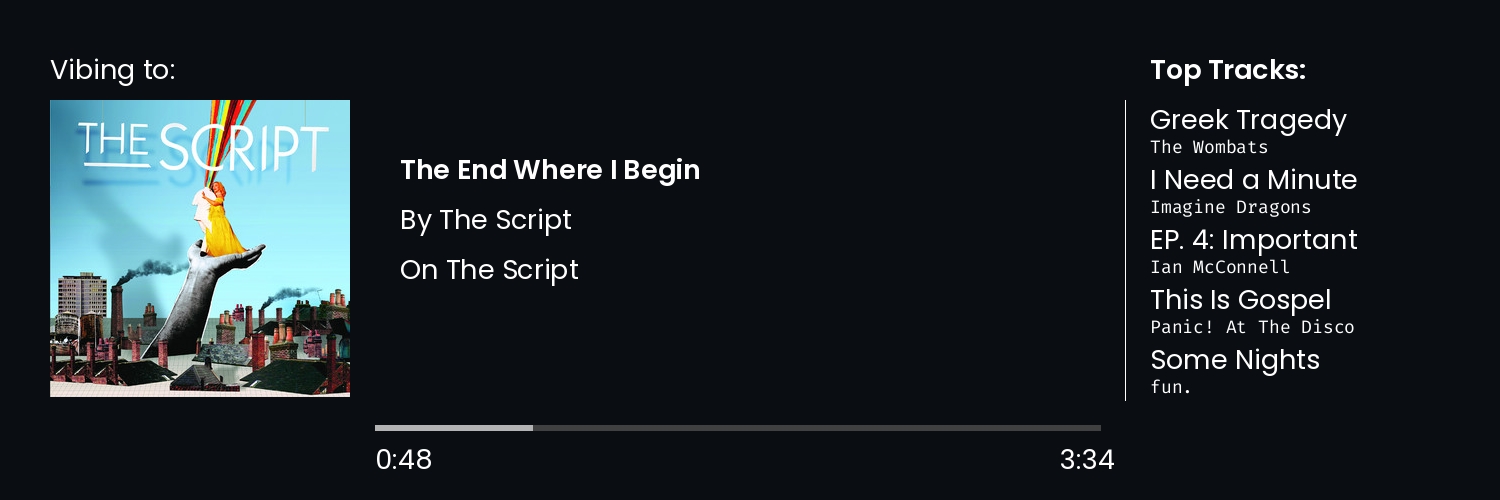 Vibing to:
THE SCRIPT
The End Where I Begin
By The Script
On The Script
0:48
3:34
Top Tracks:
Greek Tragedy
The Wombats
I Need a Minute
Imagine Dragons
EP. 4: Important
Ian McConnell
This Is Gospel
Panic! At The Disco
Some Nights
fun.